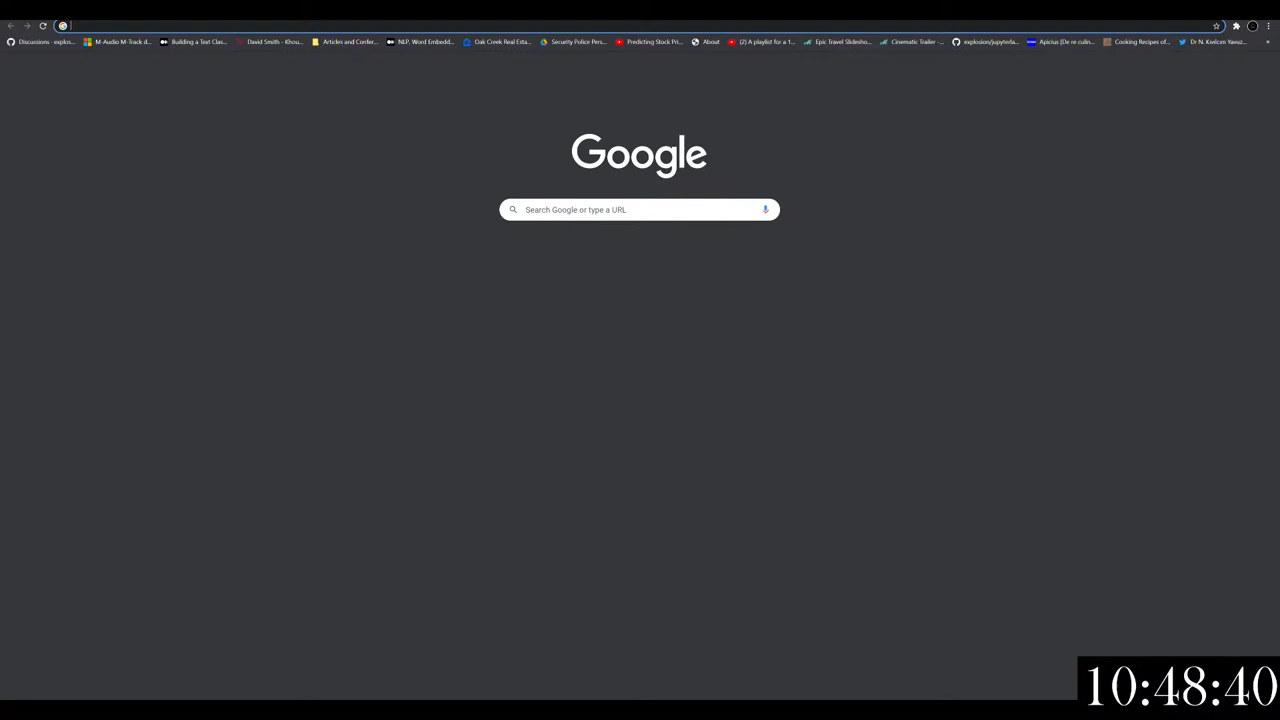 Discussions - explos...
M-Audio M-Track d...
Building a Text Clas...
David Smith - Khou...
Articles and Confer...
NLP, Word Embedd...
Oak Creek Real Esta...
Security Police Pers...
Predicting Stock Pri...
About
(2) A playlist for a 1...
Epic Travel Slidesho...
Cinematic Trailer -...
explosion/jupyterla...
Apicius [De re culin...
Cooking Recipes of...
Dr N. Kıvılcım Yavuz...
»
Google
Search Google or type a URL
10:48:40